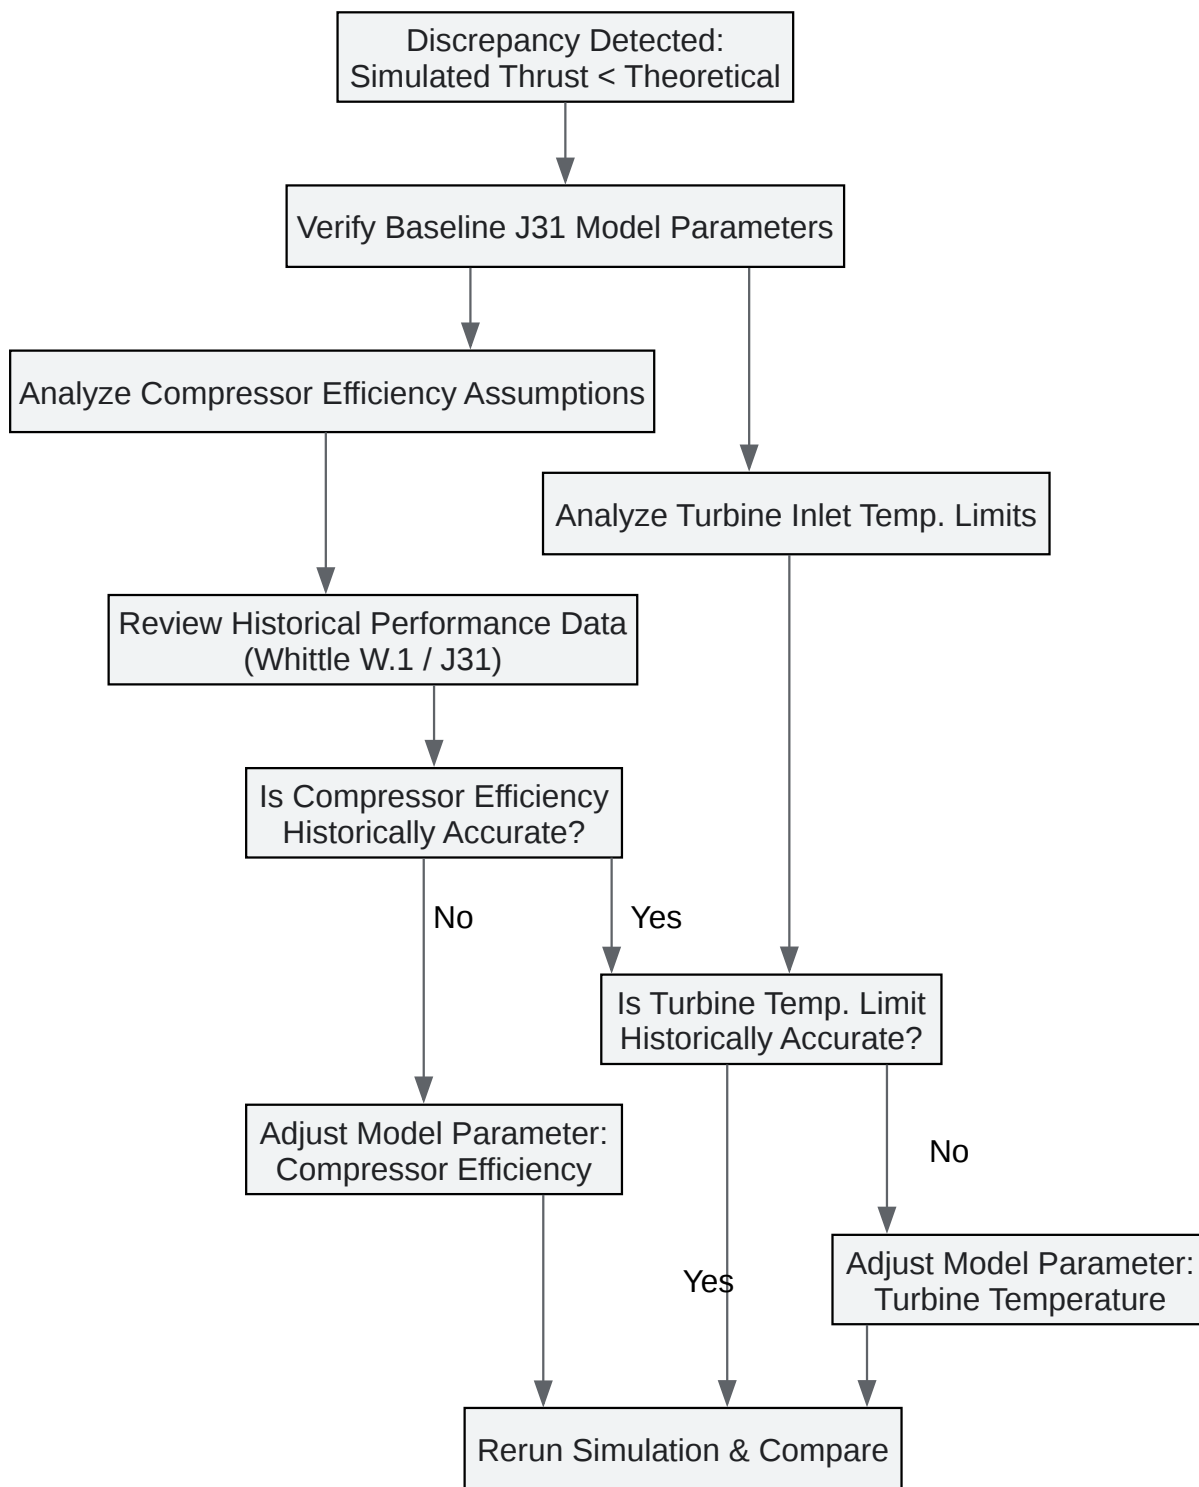 Discrepancy Detected:
Simulated Thrust < Theoretical
Verify Baseline J31 Model Parameters
Analyze Compressor Efficiency Assumptions
Analyze Turbine Inlet Temp. Limits
Review Historical Performance Data
(Whittle W.1 / J31)
Is Compressor Efficiency
Historically Accurate?
No
Yes
Is Turbine Temp. Limit
Historically Accurate?
Adjust Model Parameter:
Compressor Efficiency
No
Yes
Adjust Model Parameter:
Turbine Temperature
Rerun Simulation & Compare